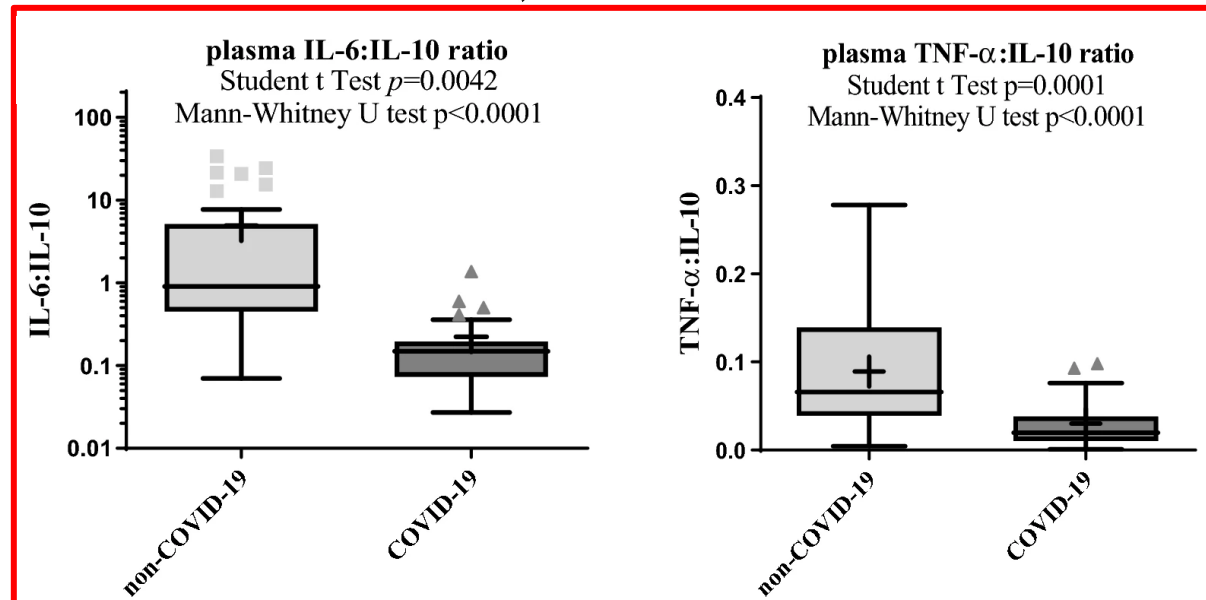 plasma IL-6:IL-10 ratio
Student t Test p=0.0042
Mann-Whitney U test p<0.0001
100
10
1
0.1
0.01
IL-6:IL-10
non-COVID-19
COVID-19
plasma TNF-α:IL-10 ratio
Student t Test p=0.0001
Mann-Whitney U test p<0.0001
0.4
0.3
0.2
0.1
0.0
TNF-α:IL-10
non-COVID-19
COVID-19